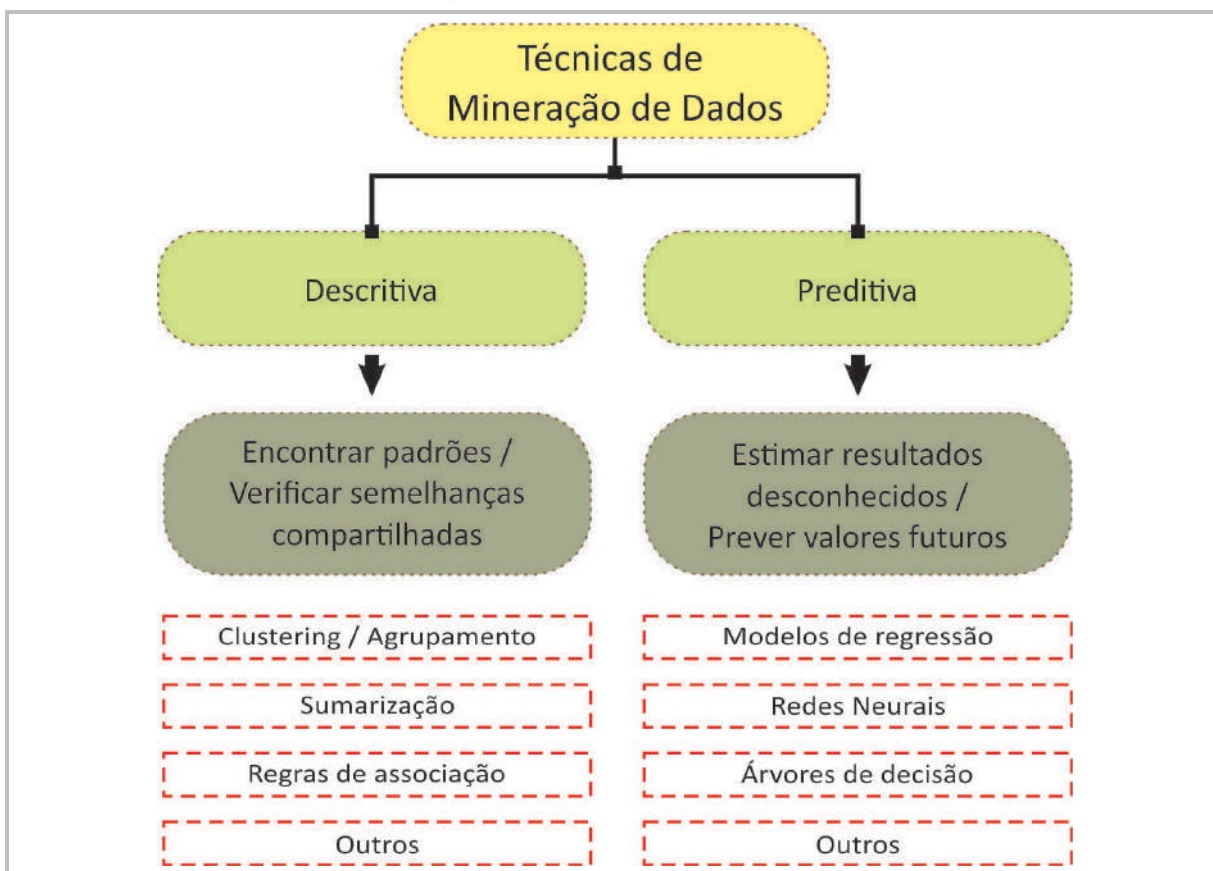 Técnicas de
Mineração de Dados
Descritiva
Preditiva
Encontrar padrões /
Verificar semelhanças
compartilhadas
Estimar resultados
desconhecidos /
Prever valores futuros
Clustering / Agrupamento
Sumarização
Regras de associação
Outros
Modelos de regressão
Redes Neurais
Árvores de decisão
Outros